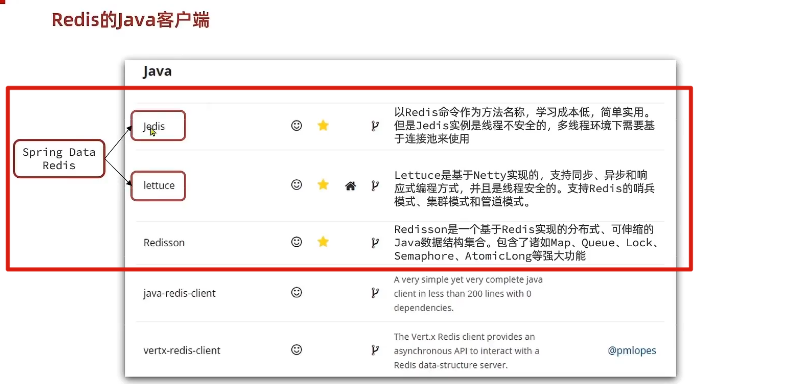 Redis的Java客户端
Java
Spring Data
Redis
Jedis
以Redis命令作为方法名称，学习成本低，简单实用。
但是Jedis实例是线程不安全的，多线程环境下需要基
于连接池来使用
lettuce
Lettuce是基于Netty实现的，支持同步、异步和响
应式编程方式，并且是线程安全的。支持Redis的哨兵
模式、集群模式和管道模式。
Redisson
Redisson是一个基于Redis实现的分布式、可伸缩的
Java数据结构集合。包含了诸如Map、Queue、Lock、
Semaphore、AtomicLong等强大功能
java-redis-client
A very simple yet very complete java
client in less than 200 lines with 0
dependencies.
vertx-redis-client
The Vert.x Redis client provides an
asynchronous API to interact with a
Redis data-structure server.
@pmlopes